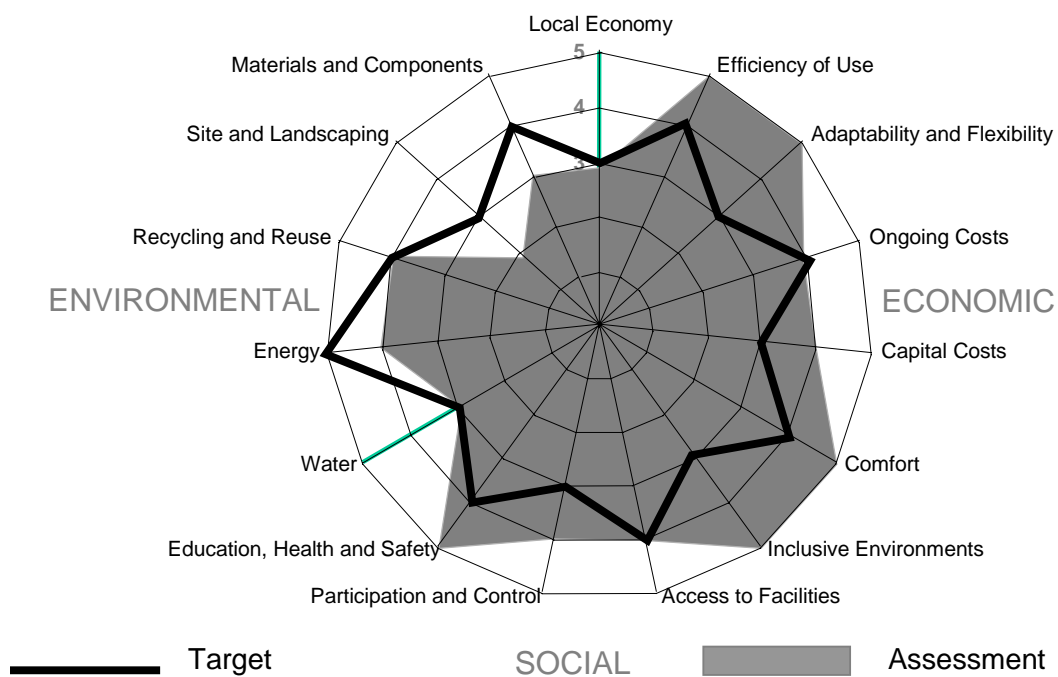 Local Economy
5
Materials and Components
Efficiency of Use
4
Site and Landscaping
Adaptability and Flexibility
3
Recycling and Reuse
Ongoing Costs
ENVIRONMENTAL
ECONOMIC
Energy
Capital Costs
Water
Comfort
Education, Health and Safety
Inclusive Environments
Participation and Control
Access to Facilities
Target
SOCIAL
Assessment